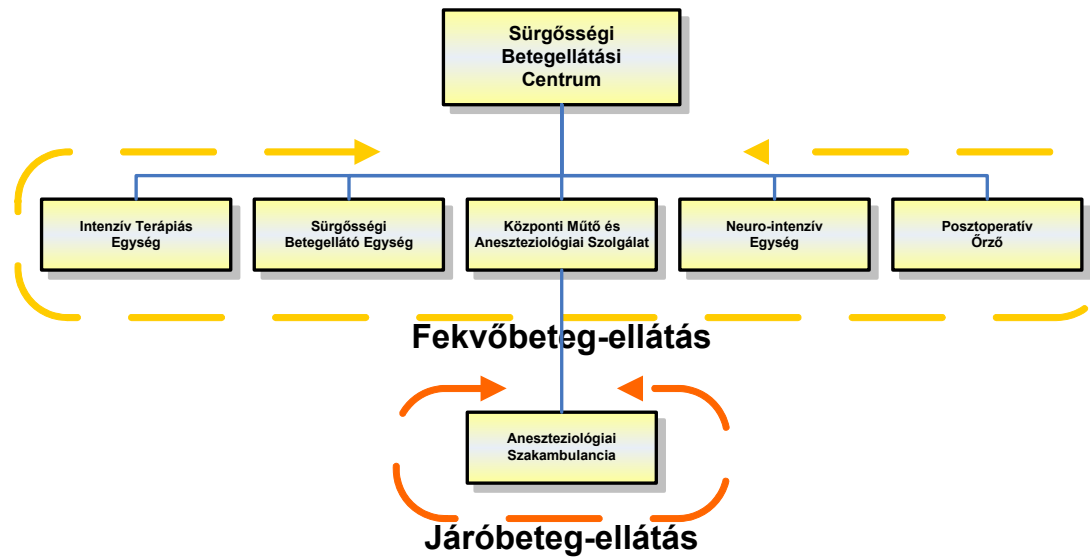 Sürgősségi
Betegellátási
Centrum
Intenzív Terápiás
Egység
Sürgősségi
Betegellátó Egység
Központi Műtő és
Aneszteziológiai Szolgálat
Neuro-intenzív
Egység
Posztoperatív
Őrző
Fekvőbeteg-ellátás
Aneszteziológiai
Szakambulancia
Járóbeteg-ellátás